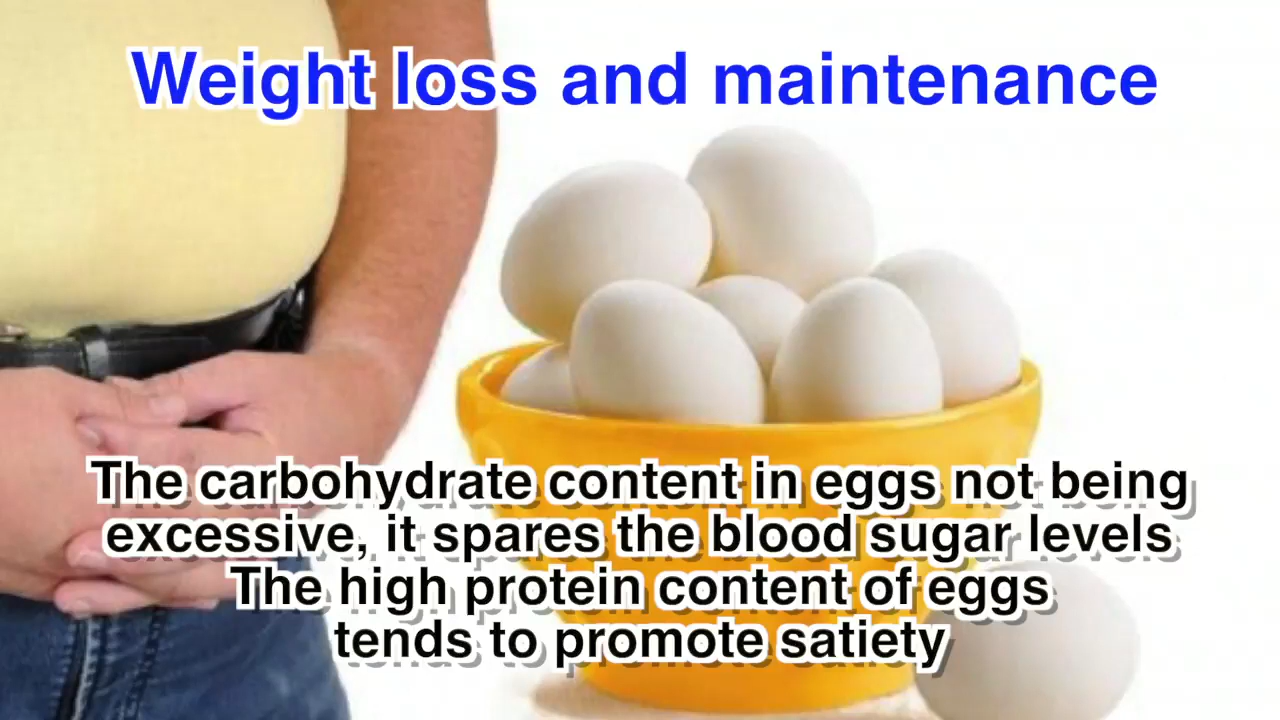 Weight loss and maintenance
The carbohydrate content in eggs not being
excessive, it spares the blood sugar levels
The high protein content of eggs
tends to promote satiety